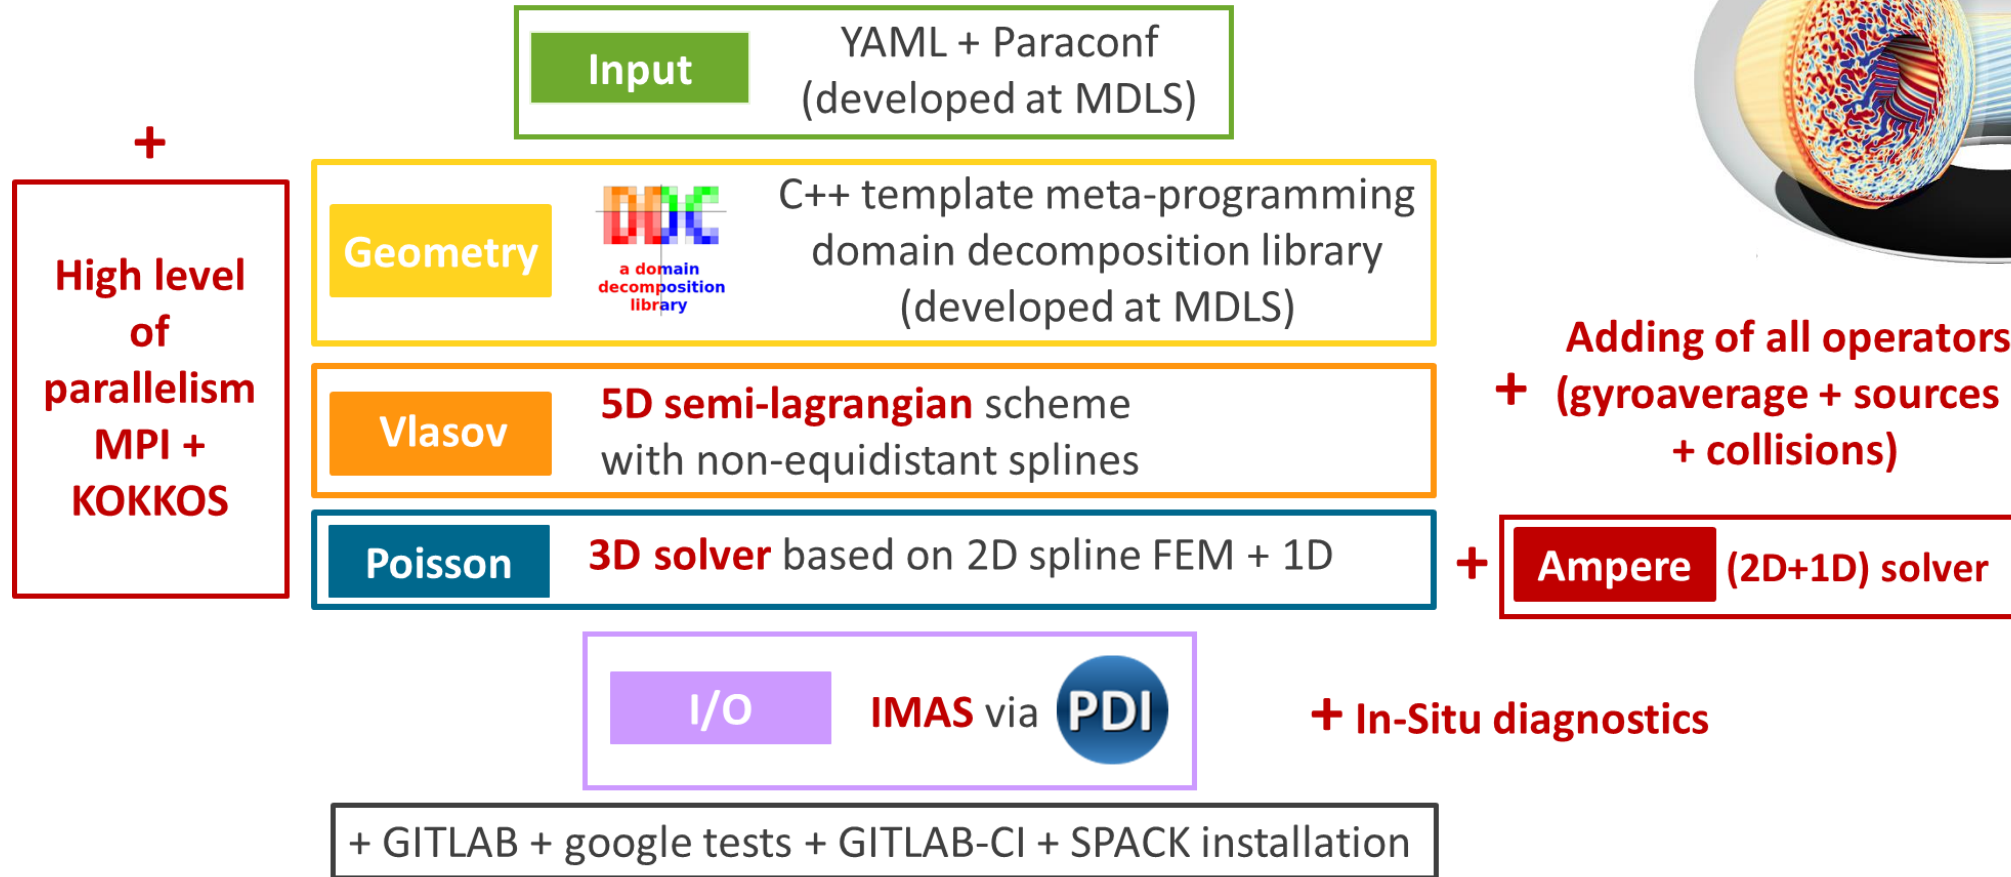 Input
YAML + Paraconf
(developed at MDLS)
+
High level
of
parallelism
MPI +
KOKKOS
Geometry
DDC
a domain
decomposition
library
C++ template meta-programming
domain decomposition library
(developed at MDLS)
Vlasov
5D semi-lagrangian scheme
with non-equidistant splines
+
Adding of all operators
(gyroaverage + sources
+ collisions)
Poisson
3D solver based on 2D spline FEM + 1D
+
Ampere
(2D+1D) solver
I/O
IMAS via PDI
+ In-Situ diagnostics
+ GITLAB + google tests + GITLAB-CI + SPACK installation